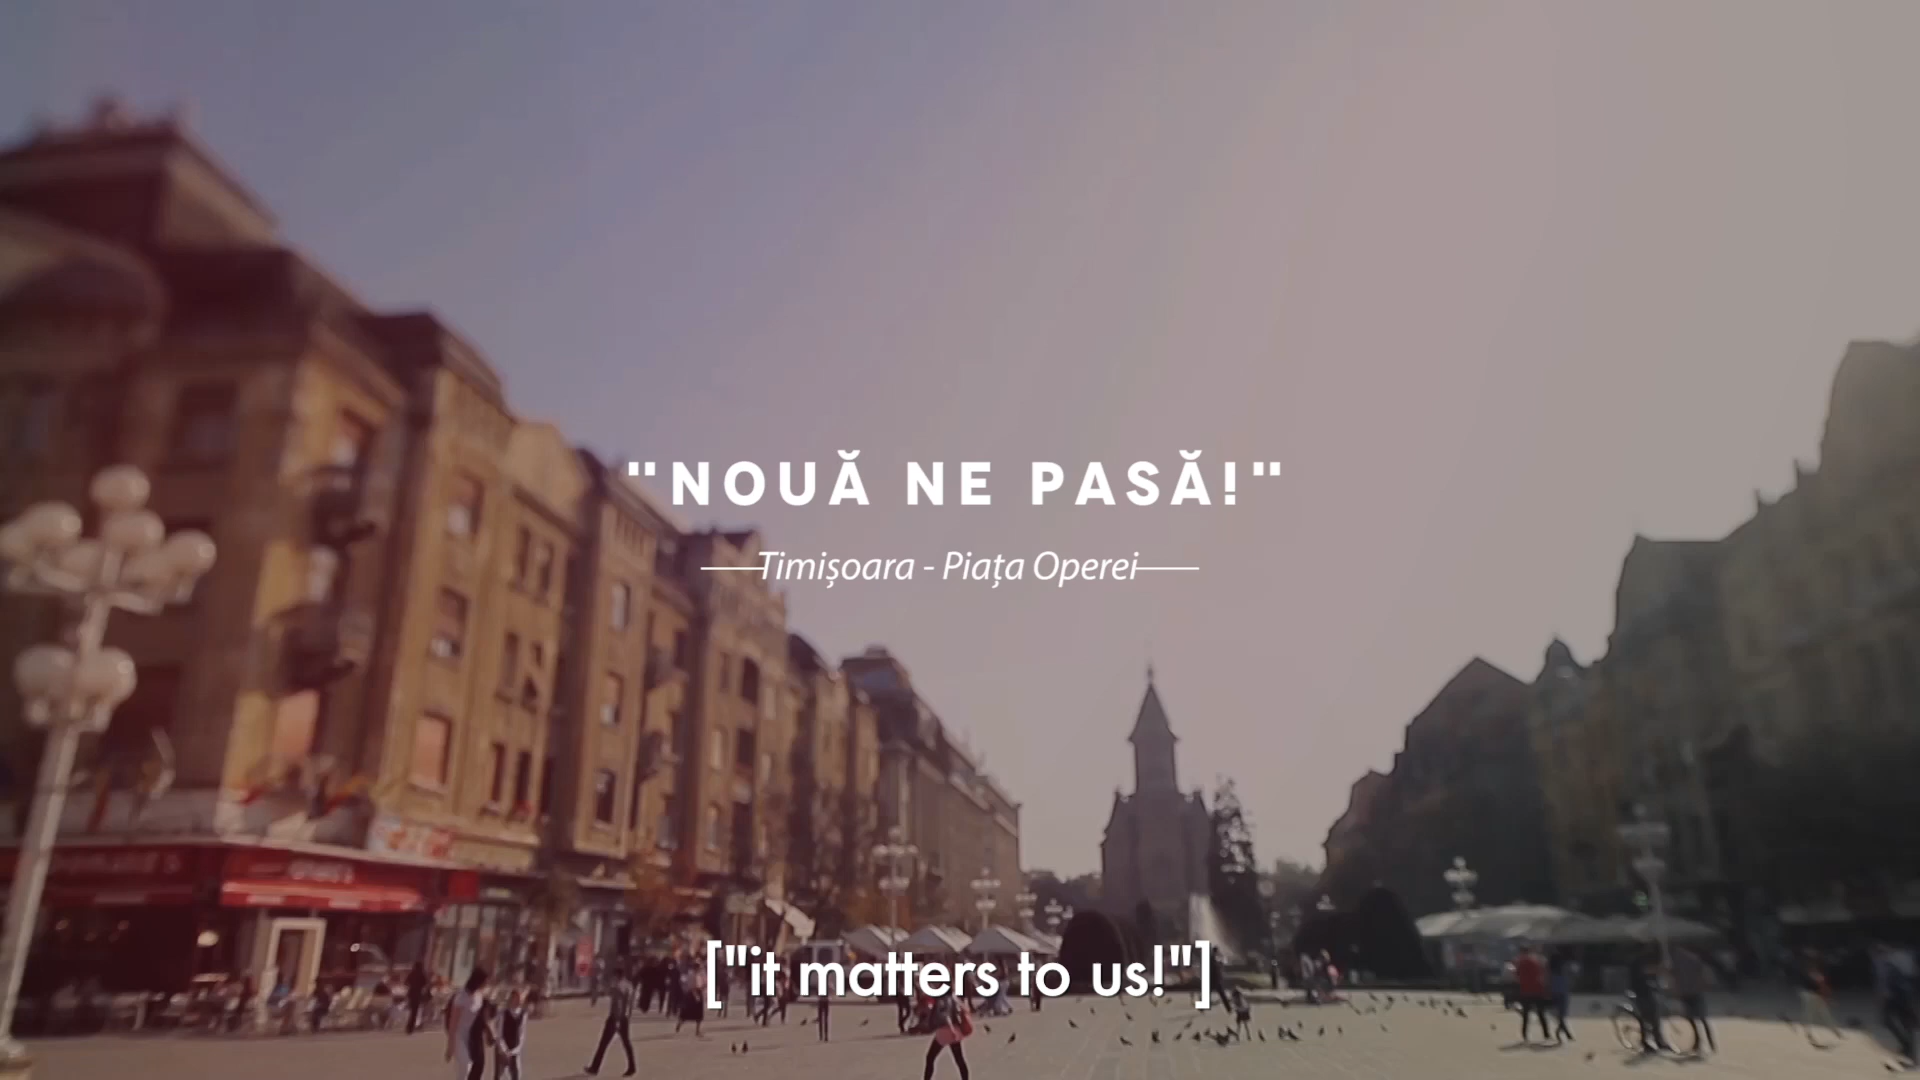 "NOUĂ NE PASĂ!"
Timișoara - Piața Operei
["it matters to us!"]